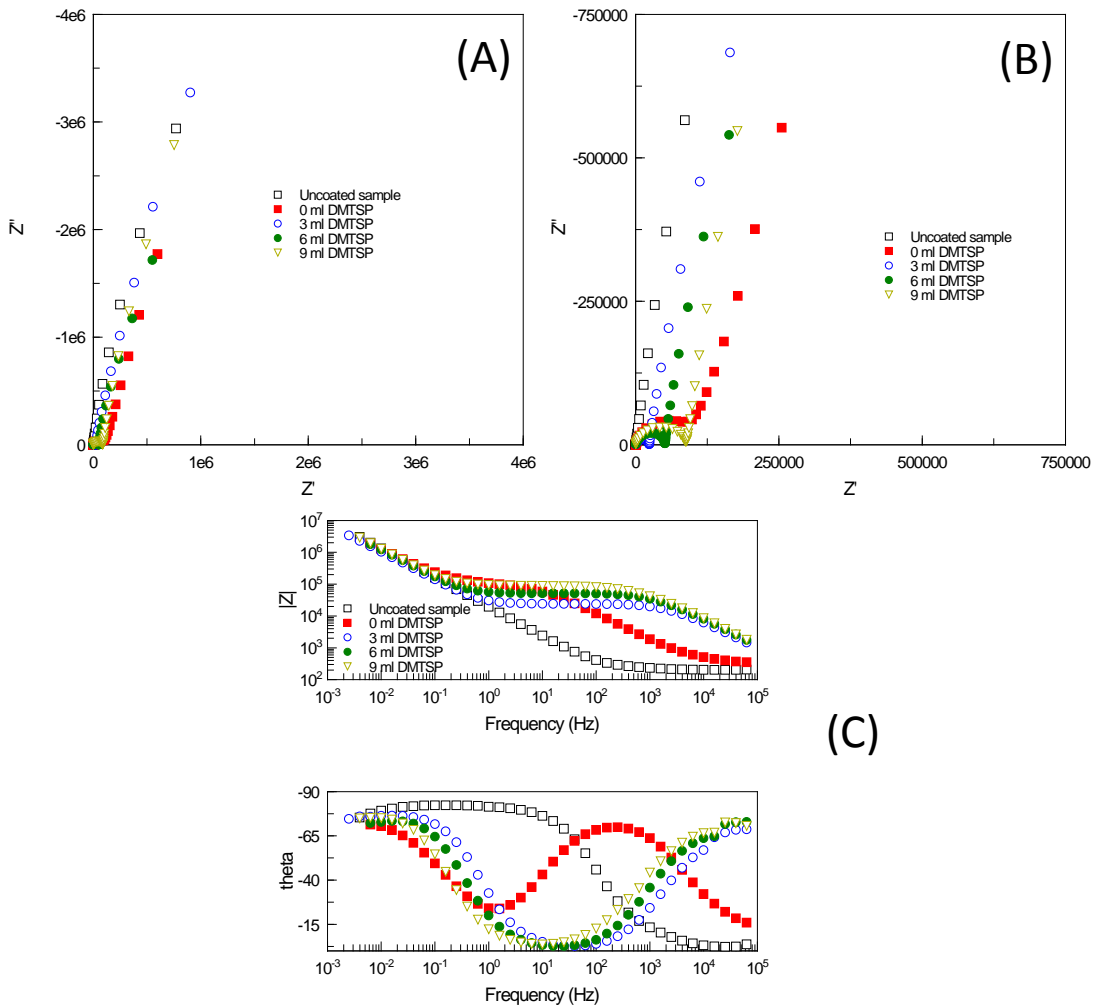 -4e6
(A)
-3e6
Uncoated sample
0 ml DMTSP
3 ml DMTSP
6 ml DMTSP
9 ml DMTSP
-2e6
Z''
-1e6
0
0 1e6 2e6 3e6 4e6
Z'
-750000
(B)
-500000
Uncoated sample
0 ml DMTSP
3 ml DMTSP
6 ml DMTSP
9 ml DMTSP
Z''
-250000
0
0 250000 500000 750000
Z'
10^7
10^6
10^5
10^4
10^3
10^2
|Z|
Uncoated sample
0 ml DMTSP
3 ml DMTSP
6 ml DMTSP
9 ml DMTSP
10^-3 10^-2 10^-1 10^0 10^1 10^2 10^3 10^4 10^5
Frequency (Hz)
(C)
-90
-65
-40
-15
theta
10^-3 10^-2 10^-1 10^0 10^1 10^2 10^3 10^4 10^5
Frequency (Hz)